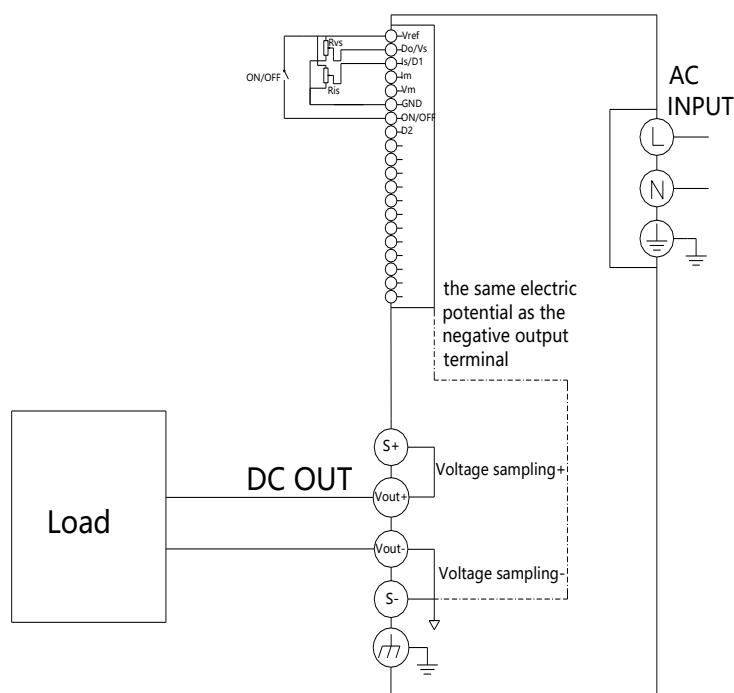 Vref
Rvs
Do/Vs
Is/D1
Im
ON/OFF
Ris
Vm
GND
ON/OFF
D2
AC
INPUT
L
N
the same electric
potential as the
negative output
terminal
S+
Voltage sampling+
DC OUT
Vout+
Load
Vout-
Voltage sampling-
S-